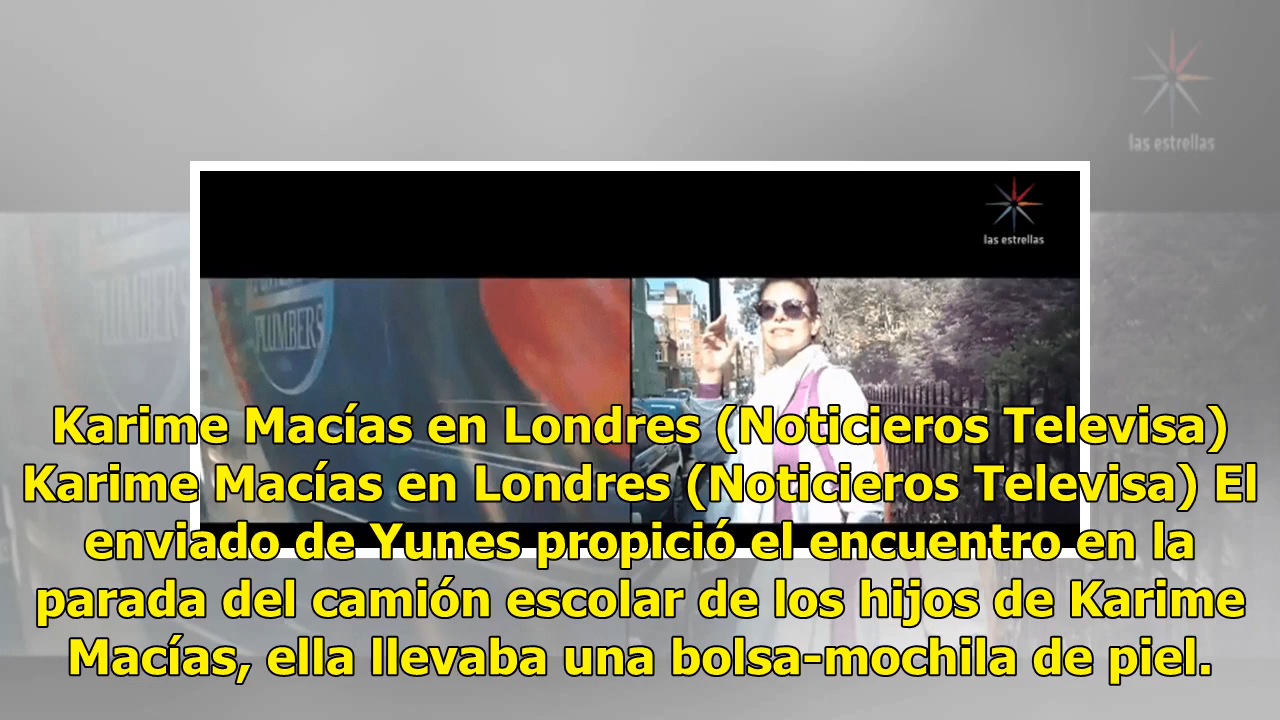 las estrellas
las estrellas
PLUMBERS
Karime Macías en Londres (Noticieros Televisa)
Karime Macías en Londres (Noticieros Televisa) El
enviado de Yunes propició el encuentro en la
parada del camión escolar de los hijos de Karime
Macías, ella llevaba una bolsa-mochila de piel.